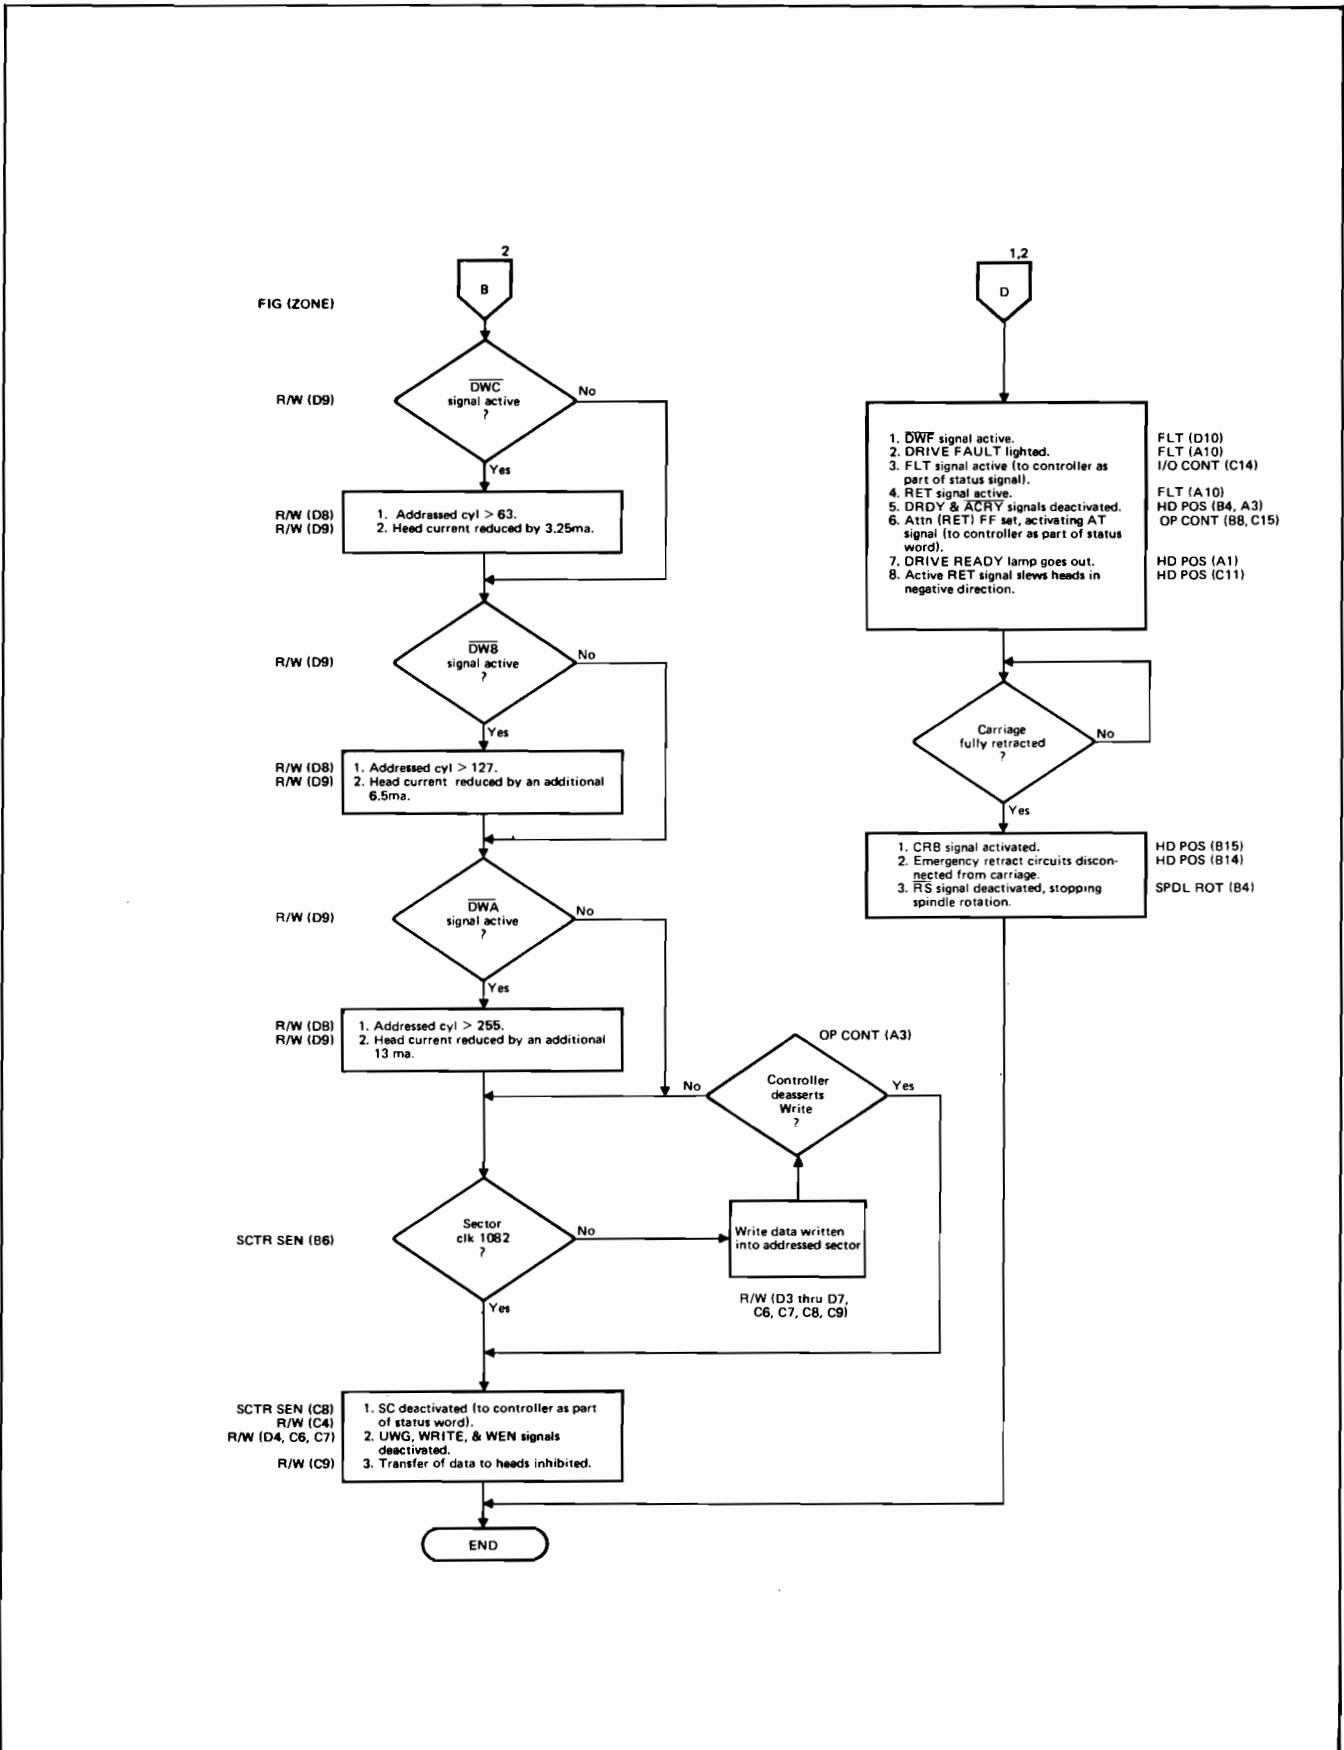 2
B
FIG (ZONE)
DWC
signal active
?
No
Yes
R/W (D9)
R/W (D8)
R/W (D9)
1. Addrassed cyl > 63.
2. Head current reduced by 3.25ma.
DWB
signal active
?
No
Yes
R/W (D9)
R/W (D8)
R/W (D9)
1. Addressed cyl > 127.
2. Head current reduced by an additional
6.5ma.
DWA
signal active
?
No
Yes
R/W (D9)
R/W (D8)
R/W (D9)
1. Addressed cyl > 255.
2. Head current reduced by an additional
13 ma.
OP CONT (A3)
Controller
deasserts
Write
?
No
Yes
Sector
clk 1082
?
No
Yes
SCTR SEN (B6)
Write data written
into addressed sector
R/W (D3 thru D7,
C6, C7, C8, C9)
SCTR SEN (C8)
R/W (C4)
R/W (D4, C6, C7)
R/W (C9)
1. SC deactivated (to controller as part
of status word).
2. UWG, WRITE, & WEN signals
deactivated.
3. Transfer of data to heads inhibited.
END
1,2
D
1. DWF signal active.
2. DRIVE FAULT lighted.
3. FLT signal active (to controller as
part of status signal).
4. RET signal active.
5. DRDY & ACRY signals deactivated.
6. Attn (RET) FF set, activating AT
signal (to controller as part of status
word).
7. DRIVE READY lamp goes out.
8. Active RET signal slews heads in
negative direction.
FLT (D10)
FLT (A10)
I/O CONT (C14)
FLT (A10)
HD POS (B4, A3)
OP CONT (B8, C15)
HD POS (A1)
HD POS (C11)
Carriage
fully retracted
?
No
Yes
1. CRB signal activated.
2. Emergency retract circuits discon-
nected from carriage.
3. RS signal deactivated, stopping
spindle rotation.
HD POS (B15)
HD POS (B14)
SPDL ROT (B4)